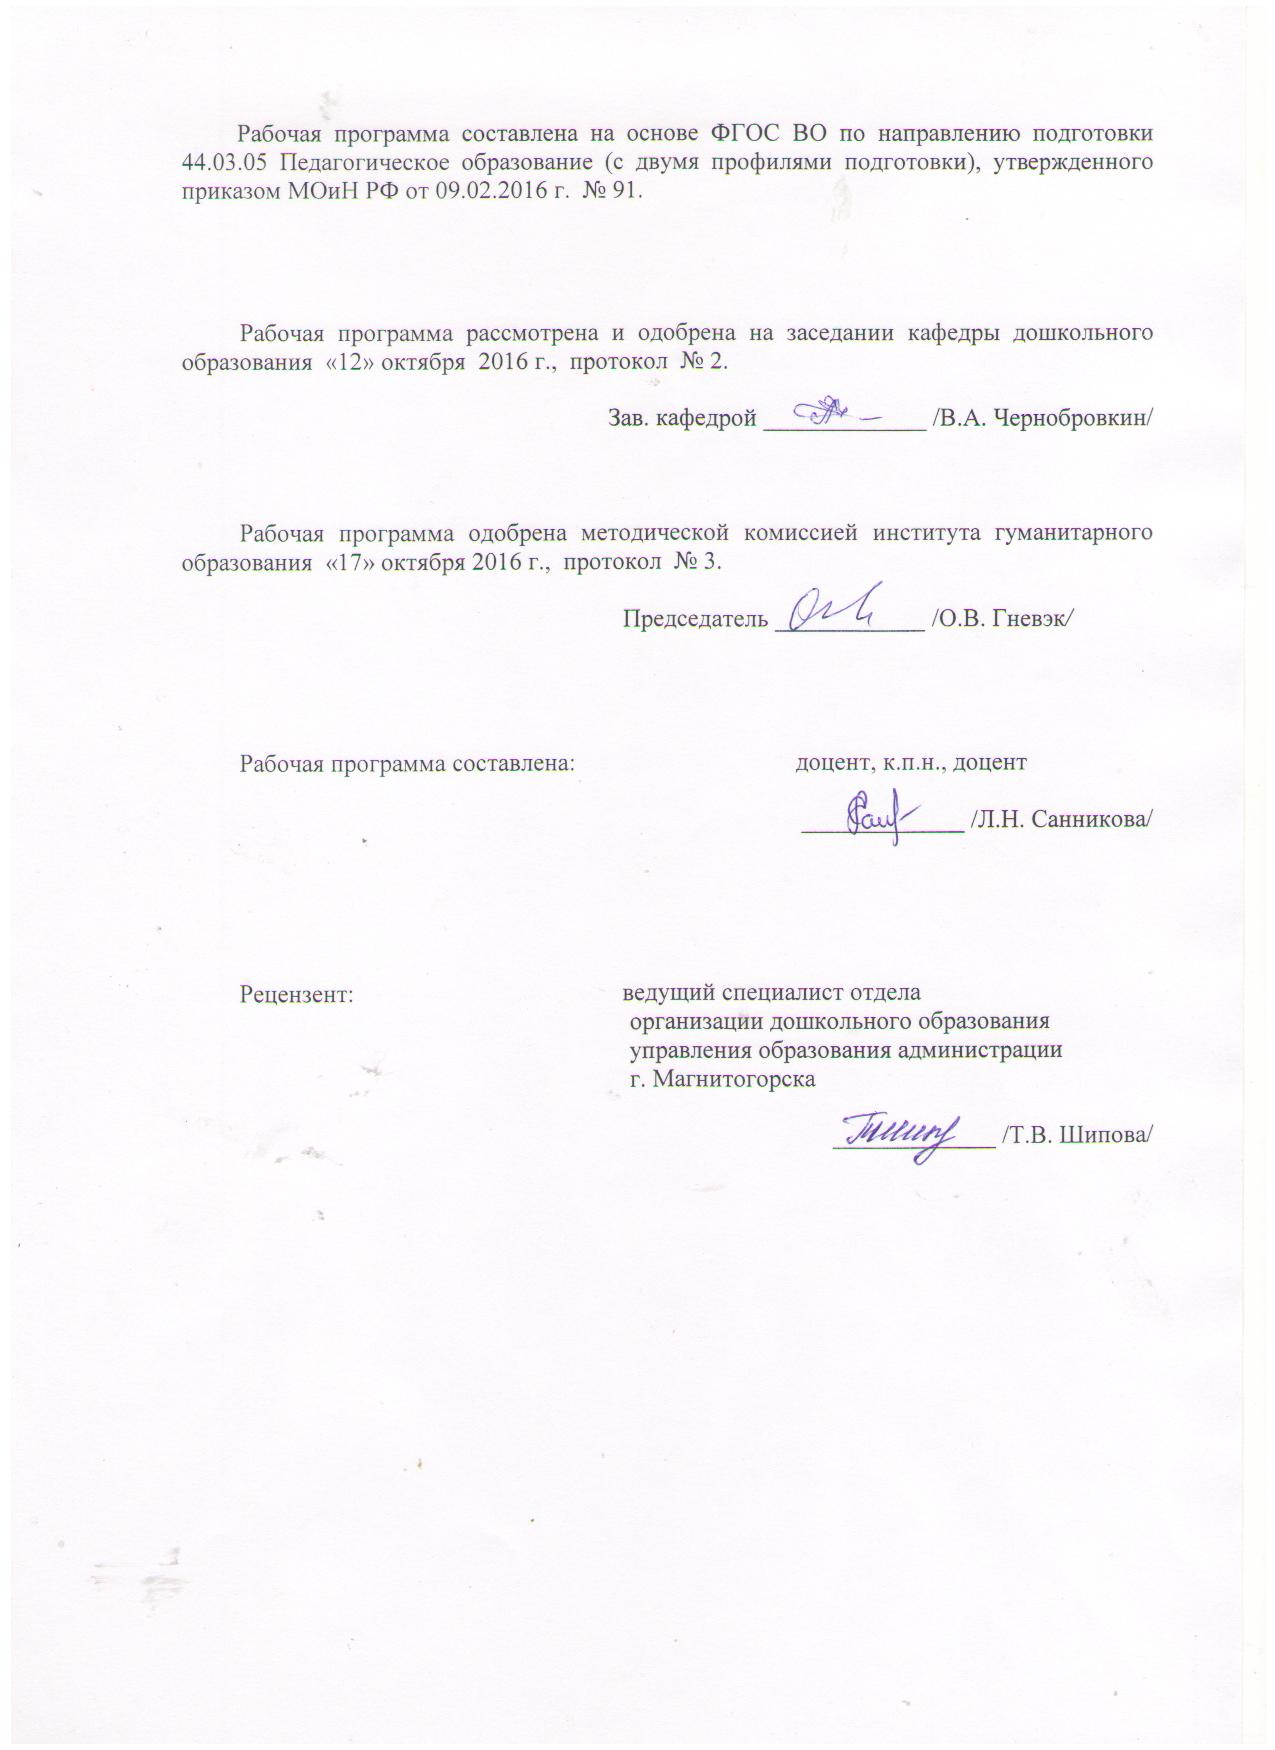 Рабочая программа составлена на основе ФГОС ВО по направлению подготовки
44.03.05 Педагогическое образование (с двумя профилями подготовки), утвержденного
приказом МОиН РФ от 09.02.2016 г. № 91.
Рабочая программа рассмотрена и одобрена на заседании кафедры дошкольного
образования «12» октября 2016 г., протокол № 2.
Зав. кафедрой _____________ /В.А. Чернобровкин/
Рабочая программа одобрена методической комиссией института гуманитарного
образования «17» октября 2016 г., протокол № 3.
Председатель ____________ /О.В. Гневэк/
Рабочая программа составлена: доцент, к.п.н., доцент
_____________ /Л.Н. Санникова/
Рецензент: ведущий специалист отдела
организации дошкольного образования
управления образования администрации
г. Магнитогорска
_____________ /Т.В. Шипова/